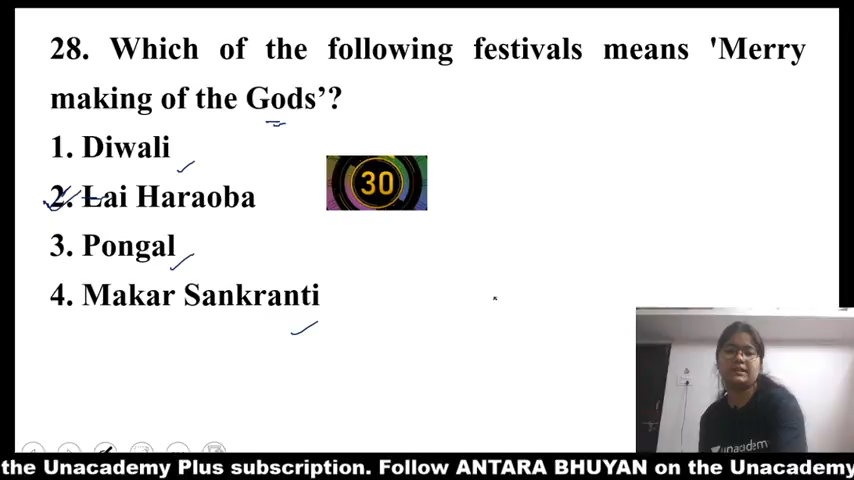 28. Which of the following festivals means 'Merry
making of the Gods’?
1. Diwali
2. Lai Haraoba
30
3. Pongal
4. Makar Sankranti
unacademy
the Unacademy Plus subscription. Follow ANTARA BHUYAN on the Unacademy